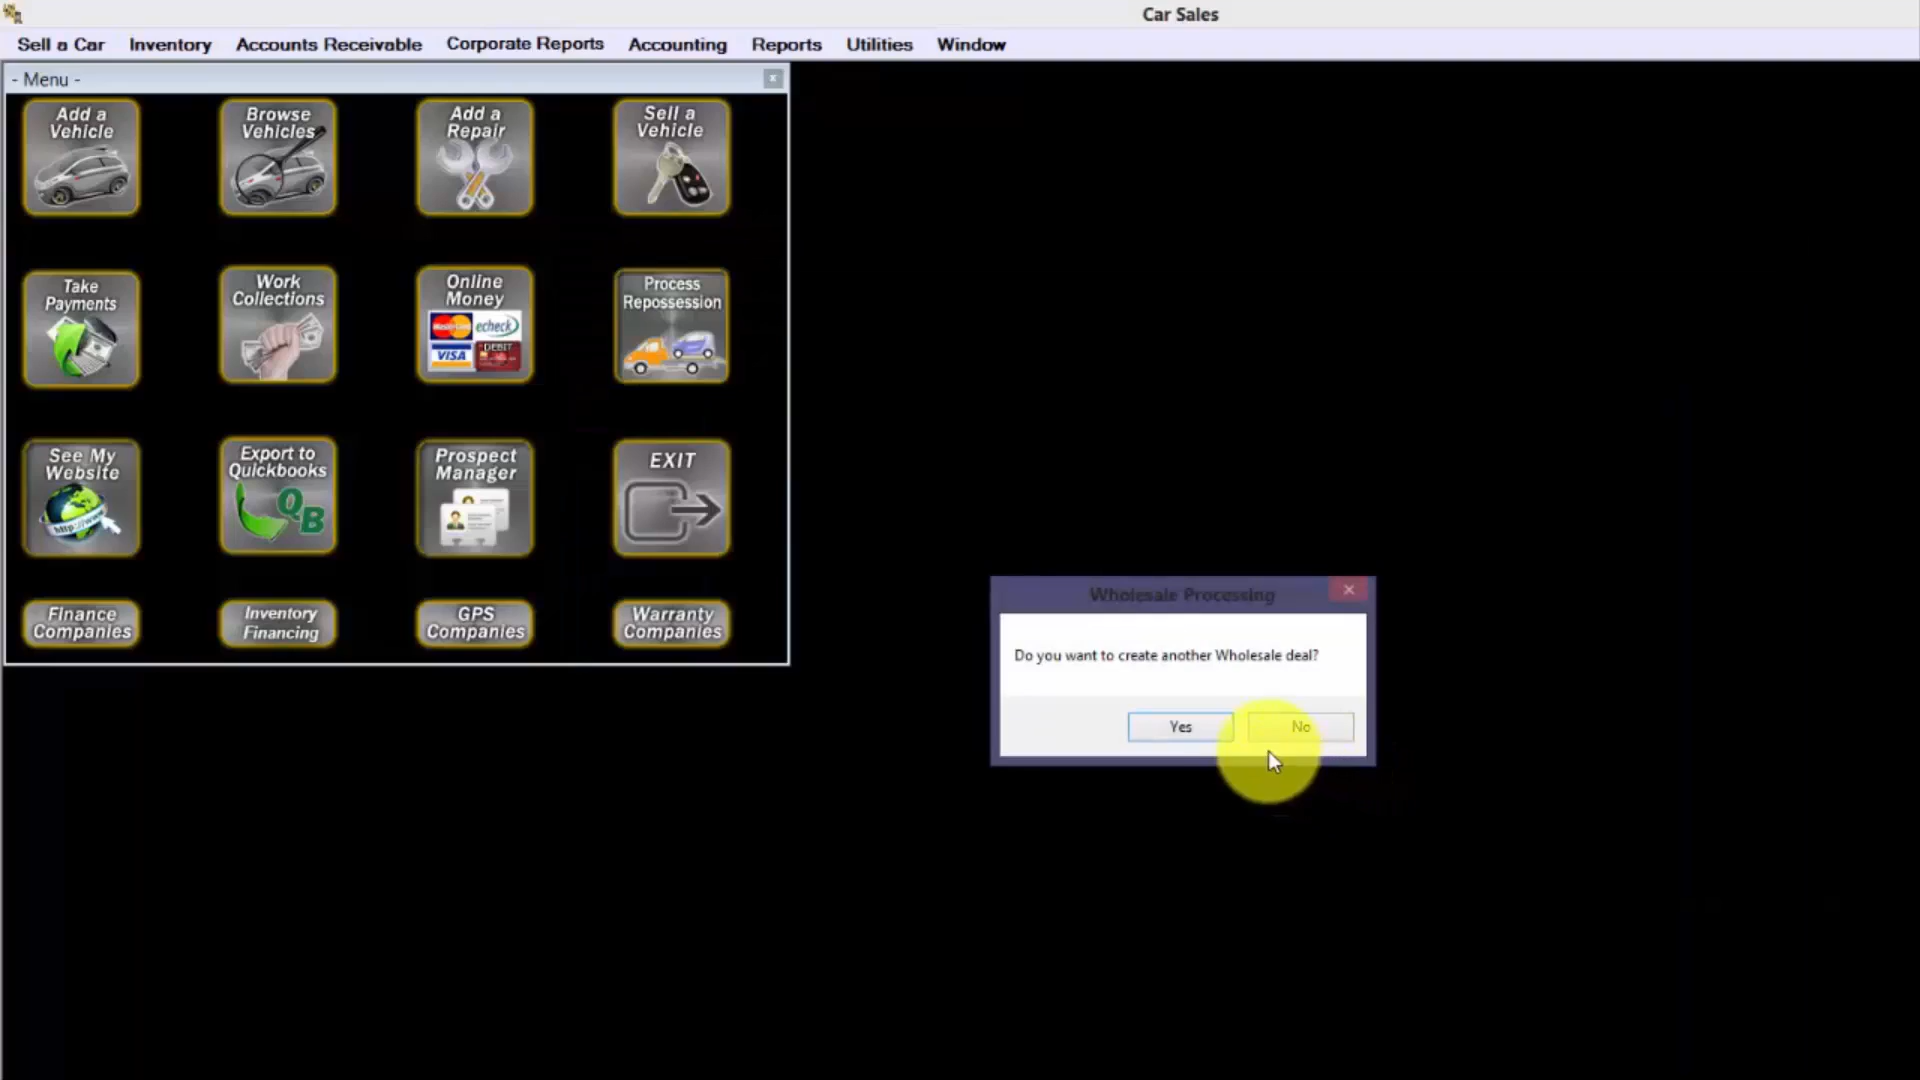 Car Sales
Sell a Car Inventory Accounts Receivable Corporate Reports Accounting Reports Utilities Window
- Menu -
Add a
Vehicle
Browse
Vehicles
Add a
Repair
Sell a
Vehicle
Take
Payments
Work
Collections
Online
Money
MasterCard echeck
VISA DEBIT
Process
Repossession
See My
Website
http://www
Export to
Quickbooks
QB
Prospect
Manager
EXIT
Finance
Companies
Inventory
Financing
GPS
Companies
Warranty
Companies
Wholesale Processing
Do you want to create another Wholesale deal?
Yes No